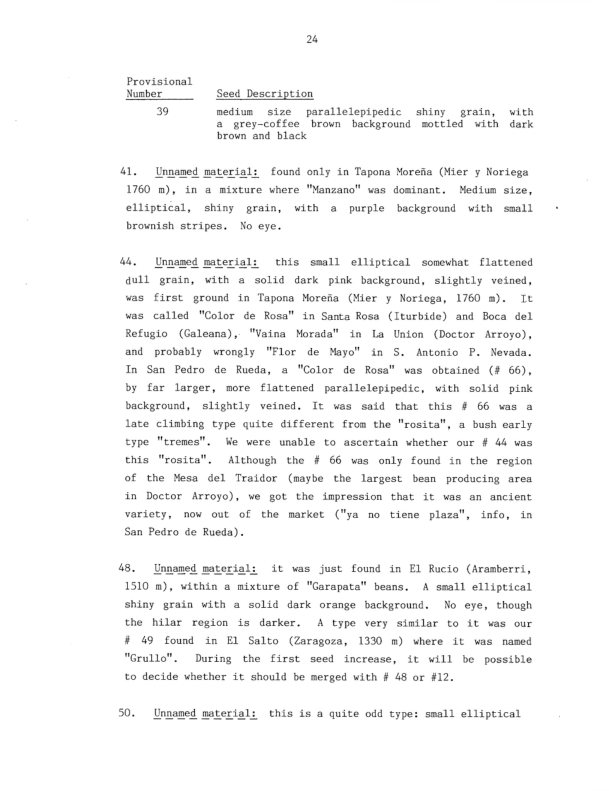 24
Provisional
Number Seed Description
39 medium size parallelepipedic shiny grain, with
a grey-coffee brown background mottled with dark
brown and black
41. Unnamed material: found only in Tapona Moreña (Mier y Noriega
1760 m), in a mixture where "Manzano" was dominant. Medium size,
elliptical, shiny grain, with a purple background with small
brownish stripes. No eye.
44. Unnamed material: this small elliptical somewhat flattened
dull grain, with a solid dark pink background, slightly veined,
was first ground in Tapona Moreña (Mier y Noriega, 1760 m). It
was called "Color de Rosa" in Santa Rosa (Iturbide) and Boca del
Refugio (Galeana), "Vaina Morada" in La Union (Doctor Arroyo),
and probably wrongly "Flor de Mayo" in S. Antonio P. Nevada.
In San Pedro de Rueda, a "Color de Rosa" was obtained (# 66),
by far larger, more flattened parallelepipedic, with solid pink
background, slightly veined. It was said that this # 66 was a
late climbing type quite different from the "rosita", a bush early
type "tremes". We were unable to ascertain whether our # 44 was
this "rosita". Although the # 66 was only found in the region
of the Mesa del Traidor (maybe the largest bean producing area
in Doctor Arroyo), we got the impression that it was an ancient
variety, now out of the market ("ya no tiene plaza", info, in
San Pedro de Rueda).
48. Unnamed material: it was just found in El Rucio (Aramberri,
1510 m), within a mixture of "Garapata" beans. A small elliptical
shiny grain with a solid dark orange background. No eye, though
the hilar region is darker. A type very similar to it was our
# 49 found in El Salto (Zaragoza, 1330 m) where it was named
"Grullo". During the first seed increase, it will be possible
to decide whether it should be merged with # 48 or #12.
50. Unnamed material: this is a quite odd type: small elliptical